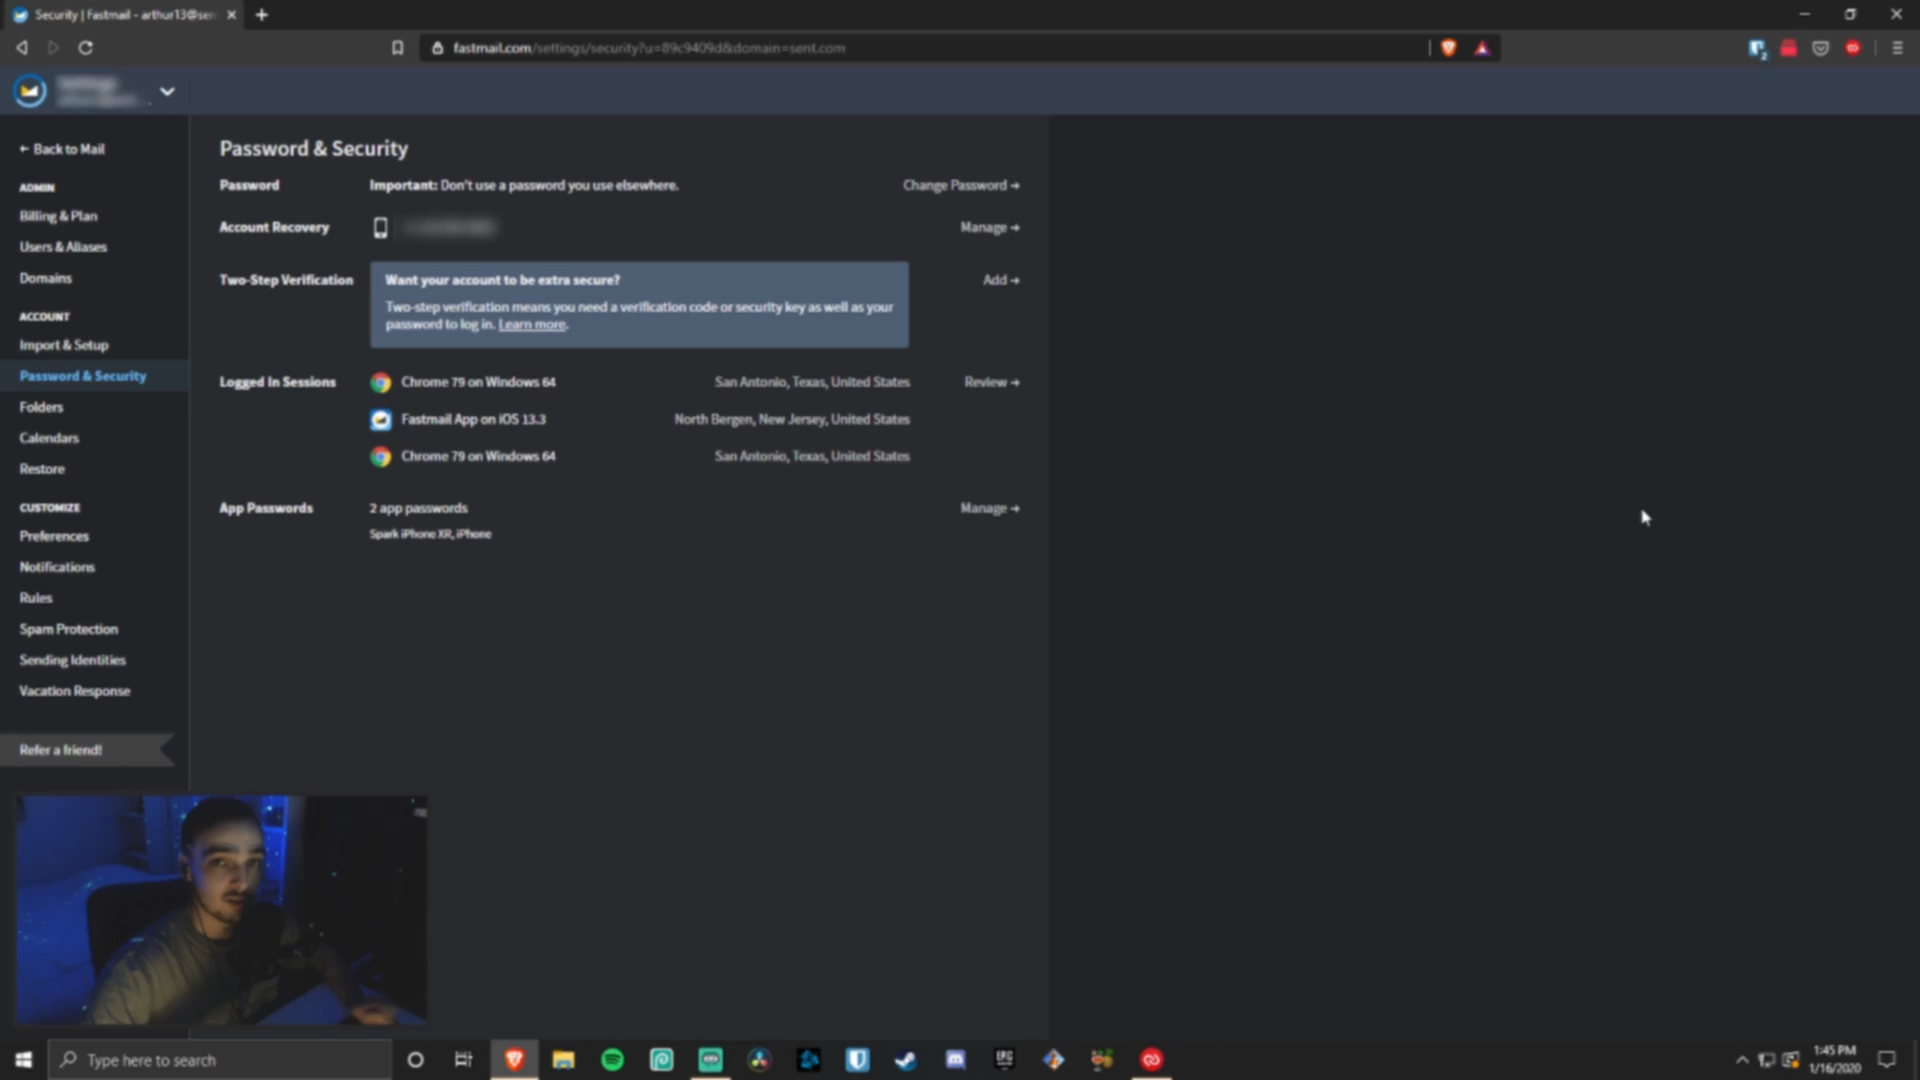 Security | Fastmail - arthur13@sen
fastmail.com/settings/security?u=89c9409d&domain=sent.com
2
← Back to Mail
ADMIN
Billing & Plan
Users & Aliases
Domains
ACCOUNT
Import & Setup
Password & Security
Folders
Calendars
Restore
CUSTOMIZE
Preferences
Notifications
Rules
Spam Protection
Sending Identities
Vacation Response
Refer a friend!
Password & Security
Password
Important: Don't use a password you use elsewhere.
Change Password →
Account Recovery
Manage →
Two-Step Verification
Want your account to be extra secure?
Two-step verification means you need a verification code or security key as well as your
password to log in. Learn more.
Add →
Logged In Sessions
Chrome 79 on Windows 64
San Antonio, Texas, United States
Review →
Fastmail App on iOS 13.3
North Bergen, New Jersey, United States
Chrome 79 on Windows 64
San Antonio, Texas, United States
App Passwords
2 app passwords
Manage →
Spark iPhone XR, iPhone
Type here to search
EPIC
1:45 PM
1/16/2020